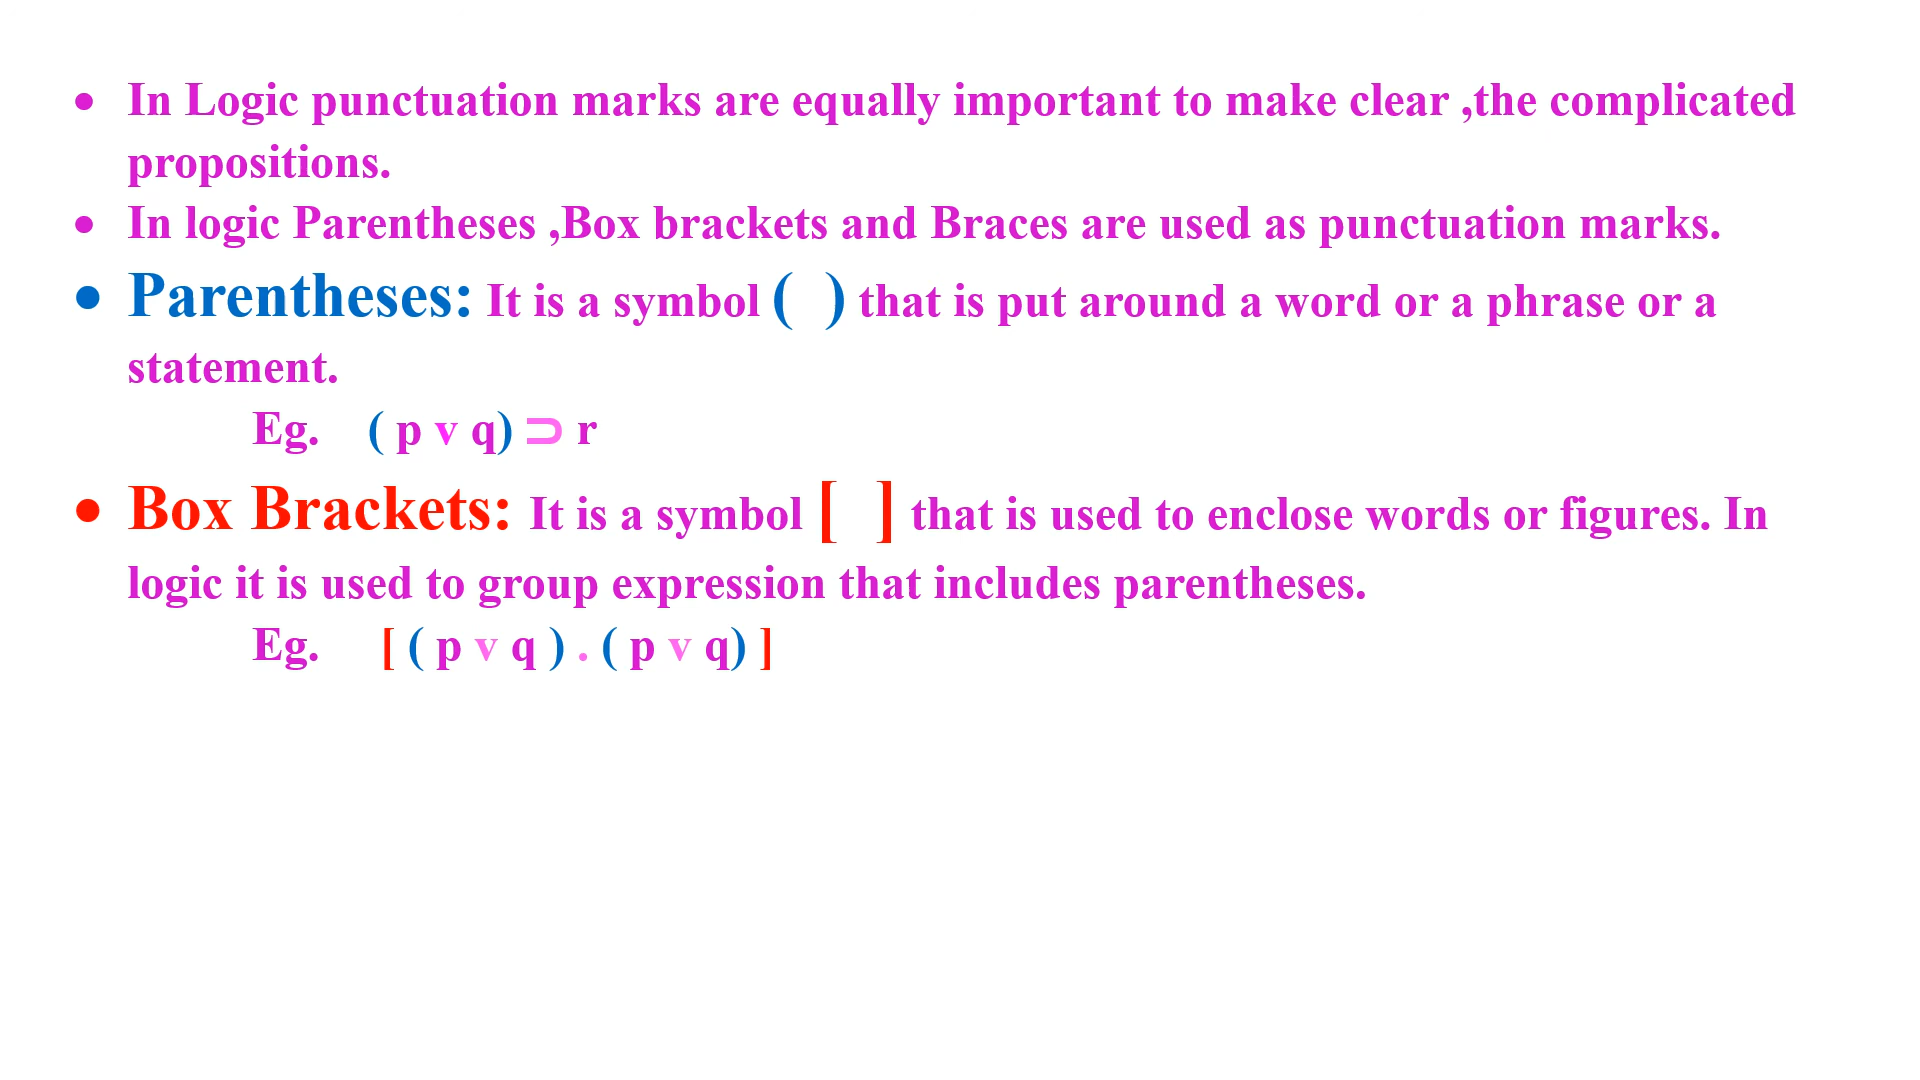 • In Logic punctuation marks are equally important to make clear ,the complicated
propositions.
• In logic Parentheses ,Box brackets and Braces are used as punctuation marks.
• Parentheses: It is a symbol ( ) that is put around a word or a phrase or a
statement.
Eg. ( p v q) ⊃ r
• Box Brackets: It is a symbol [ ] that is used to enclose words or figures. In
logic it is used to group expression that includes parentheses.
Eg. [ ( p v q ) . ( p v q) ]